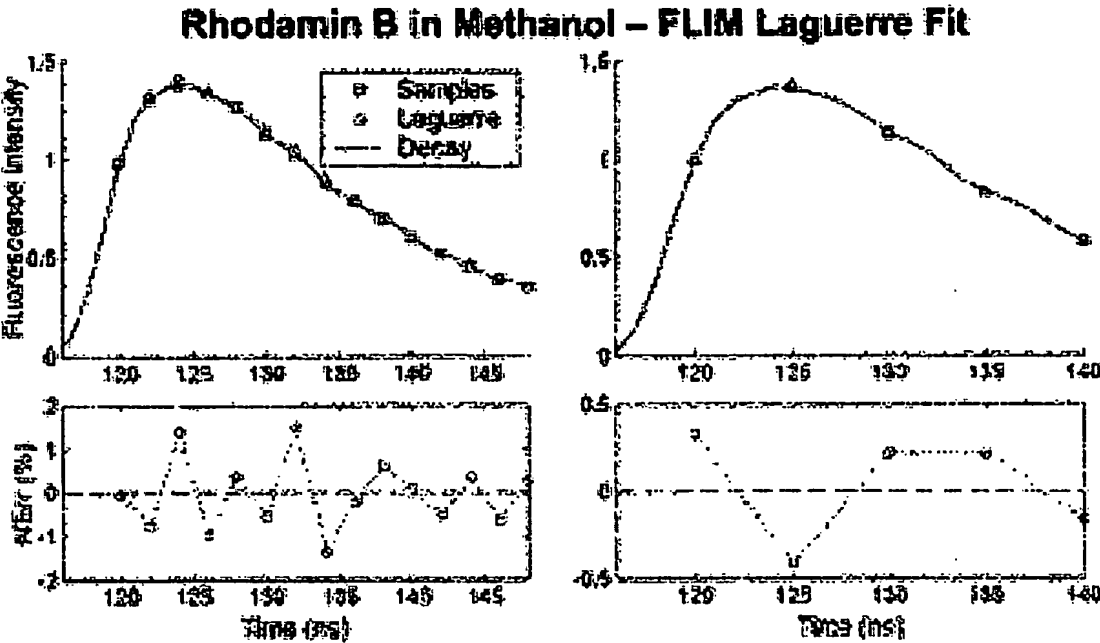 Rhodamin B in Methanol – FLIM Laguerre Fit
Fluorescence Intensity
1.5
1
0.5
0
Samples
Laguerre
Decay
120 125 130 135 140 145
1.5
0.5
0
120 125 130 135 140
(%)
2
1
0
-1
-2
120 125 130 135 140 145
Time (ns)
0.5
0
-0.5
120 125 130 135 140
Time (ns)